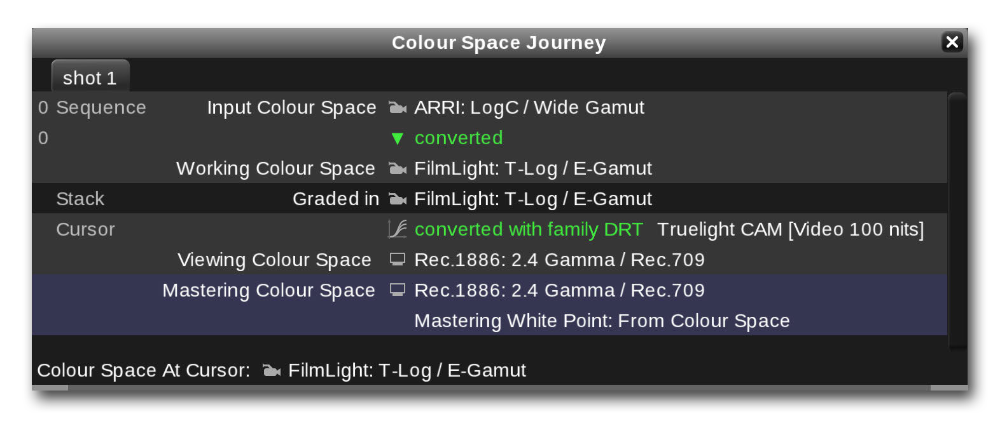 Colour Space Journey
shot 1
0 Sequence Input Colour Space ARRI: LogC / Wide Gamut
0 ▼ converted
Working Colour Space FilmLight: T-Log / E-Gamut
Stack Graded in FilmLight: T-Log / E-Gamut
Cursor converted with family DRT Truelight CAM [Video 100 nits]
Viewing Colour Space Rec.1886: 2.4 Gamma / Rec.709
Mastering Colour Space Rec.1886: 2.4 Gamma / Rec.709
Mastering White Point: From Colour Space
Colour Space At Cursor: FilmLight: T-Log / E-Gamut